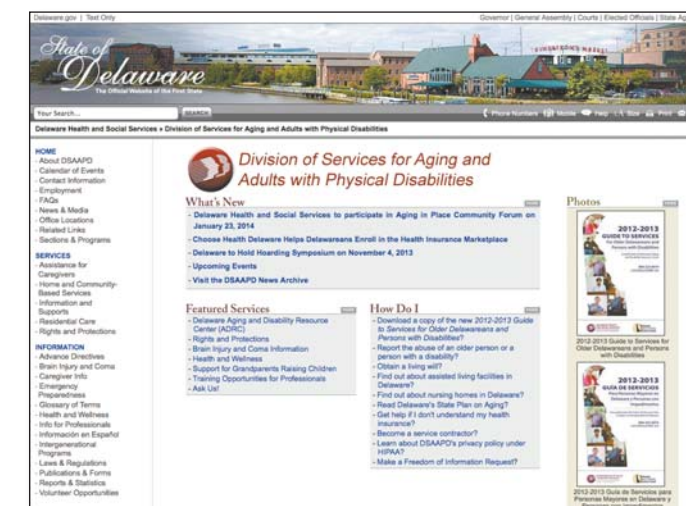 Delaware.gov | Text Only
Governor | General Assembly | Courts | Elected Officials | State Ag
State of
Delaware
The Official Website of the First State
Your Search...
SEARCH
Phone Numbers Mobile Help Size Print
Delaware Health and Social Services » Division of Services for Aging and Adults with Physical Disabilities
HOME
- About DSAAPD
- Calendar of Events
- Contact Information
- Employment
- FAQs
- News & Media
- Office Locations
- Related Links
- Sections & Programs
SERVICES
- Assistance for
Caregivers
- Home and Community-
Based Services
- Information and
Supports
- Residential Care
- Rights and Protections
INFORMATION
- Advance Directives
- Brain Injury and Coma
- Caregiver Info
- Emergency
Preparedness
- Glossary of Terms
- Health and Wellness
- Info for Professionals
- Información en Español
- Intergenerational
Programs
- Laws & Regulations
- Publications & Forms
- Reports & Statistics
- Volunteer Opportunities
Division of Services for Aging and
Adults with Physical Disabilities
What's New
- Delaware Health and Social Services to participate in Aging in Place Community Forum on
January 23, 2014
- Choose Health Delaware Helps Delawareans Enroll in the Health Insurance Marketplace
- Delaware to Hold Hoarding Symposium on November 4, 2013
- Upcoming Events
- Visit the DSAAPD News Archive
Featured Services
- Delaware Aging and Disability Resource
Center (ADRC)
- Rights and Protections
- Brain Injury and Coma Information
- Health and Wellness
- Support for Grandparents Raising Children
- Training Opportunities for Professionals
- Ask Us!
How Do I
- Download a copy of the new 2012-2013 Guide
to Services for Older Delawareans and
Persons with Disabilities?
- Report the abuse of an older person or a
person with a disability?
- Obtain a living will?
- Find out about assisted living facilities in
Delaware?
- Find out about nursing homes in Delaware?
- Read Delaware's State Plan on Aging?
- Get help if I don't understand my health
insurance?
- Become a service contractor?
- Learn about DSAAPD's privacy policy under
HIPAA?
- Make a Freedom of Information Request?
Photos
2012-2013
GUIDE TO SERVICES
For Older Delawareans and
Persons with Disabilities
2012-2013 Guide to Services for
Older Delawareans and Persons
with Disabilities
2012-2013
GUÍA DE SERVICIOS
Para Personas Mayores en
Delaware y Personas con
2012-2013 Guía de Servicios para
Personas Mayores en Delaware y